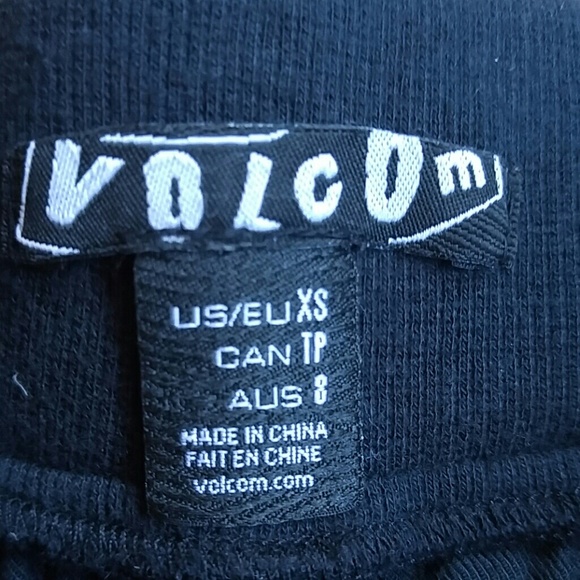 VOLCOM
US/EU XS
CAN TP
AUS 8
MADE IN CHINA
FAIT EN CHINE
volcom.com